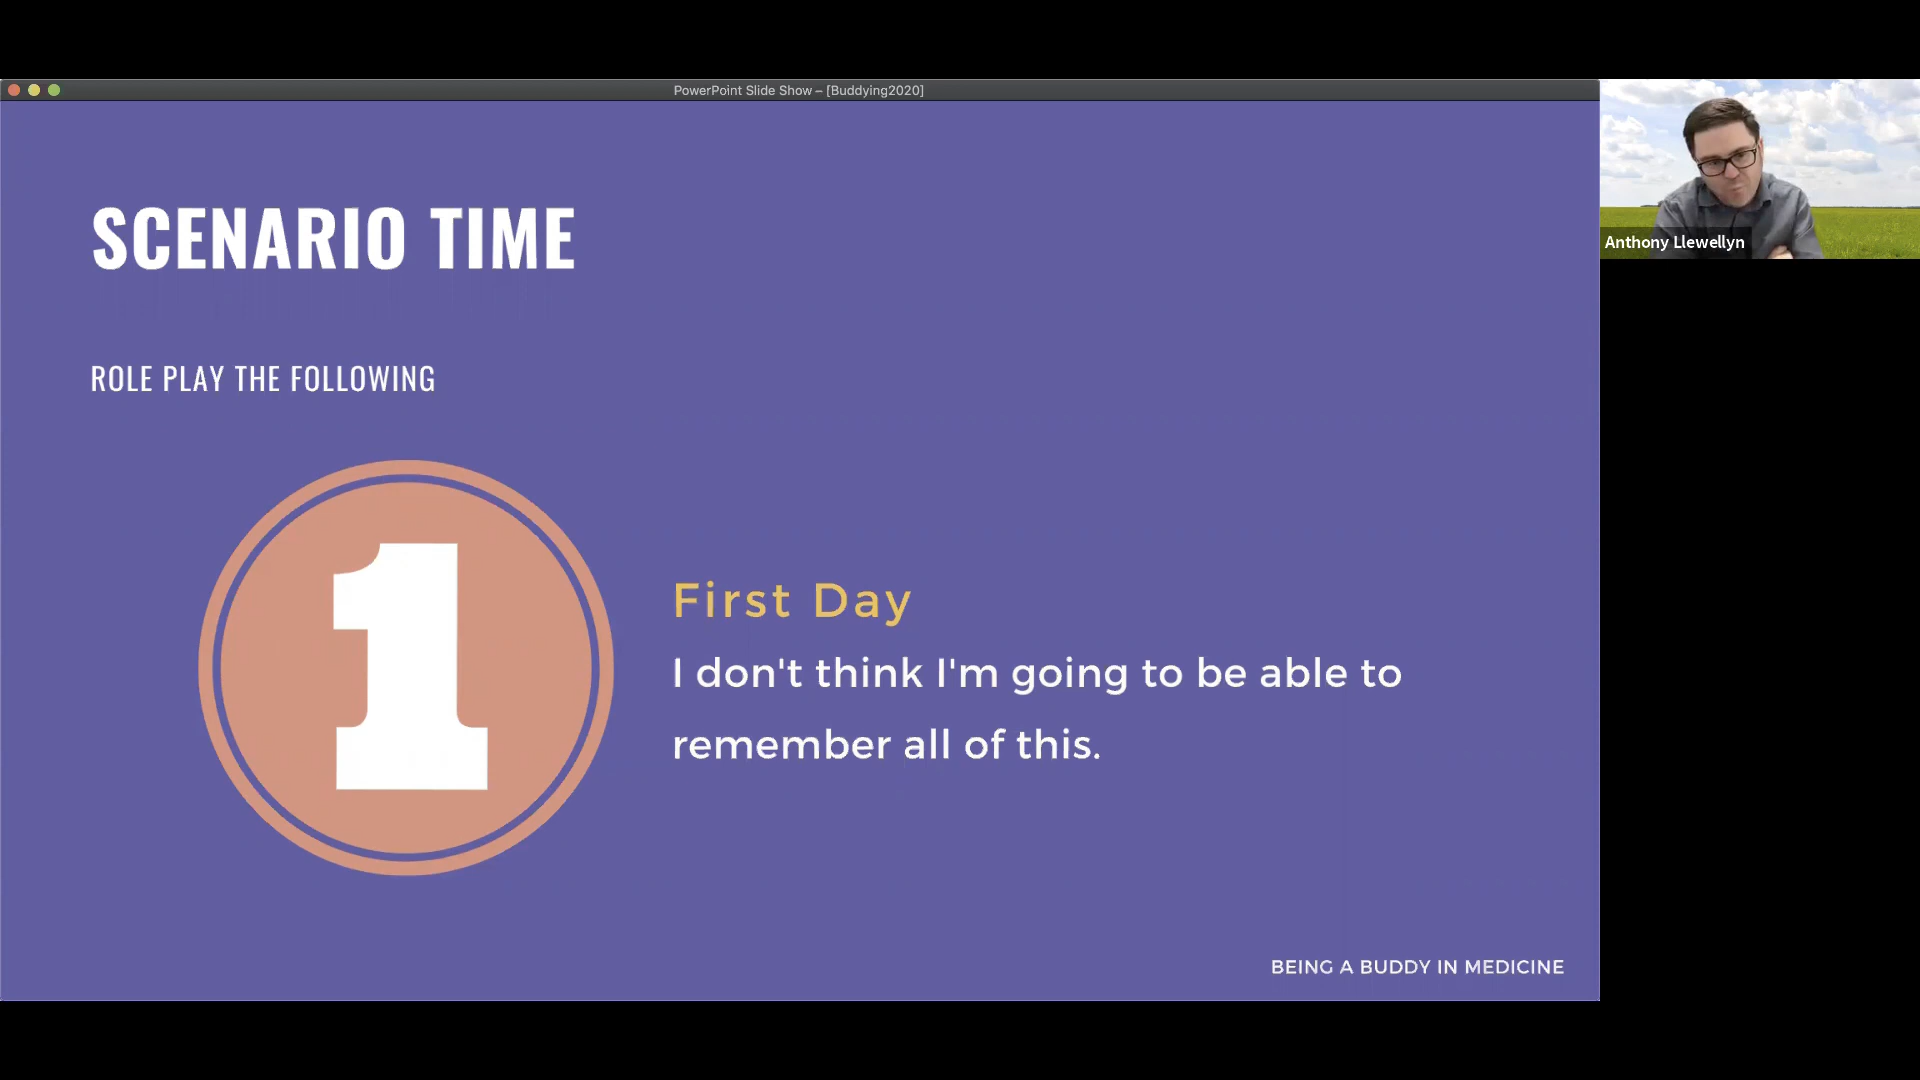 PowerPoint Slide Show – [Buddying2020]
SCENARIO TIME
ROLE PLAY THE FOLLOWING
1
First Day
I don't think I'm going to be able to
remember all of this.
BEING A BUDDY IN MEDICINE
Anthony Llewellyn